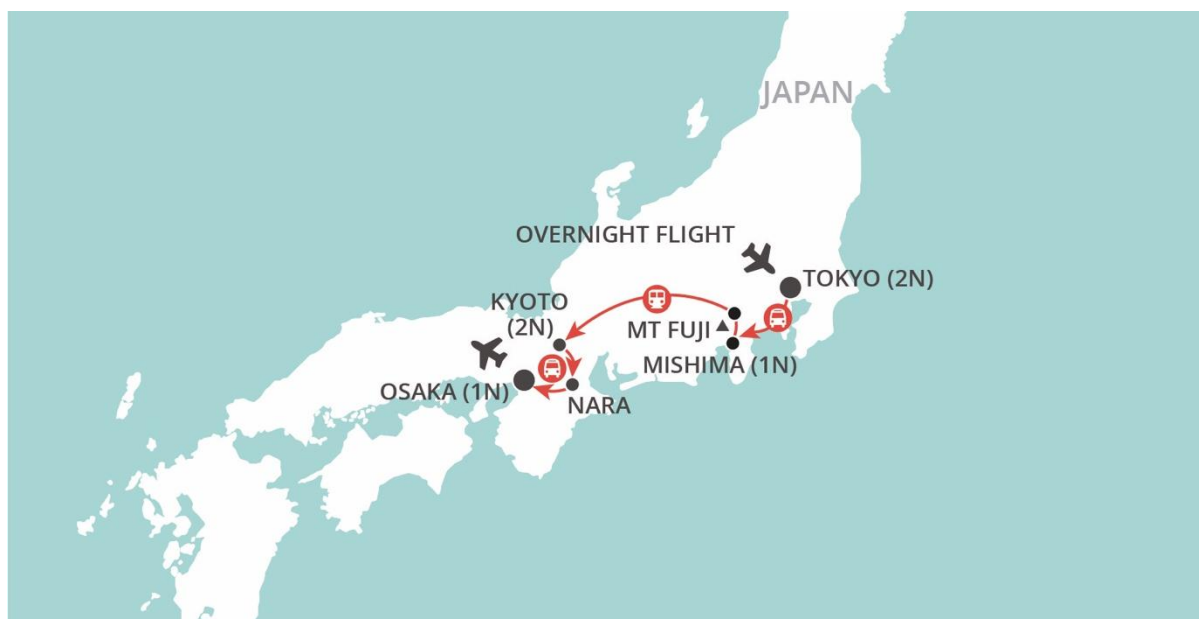 JAPAN
OVERNIGHT FLIGHT
TOKYO (2N)
KYOTO
(2N)
MT FUJI
MISHIMA (1N)
OSAKA (1N)
NARA